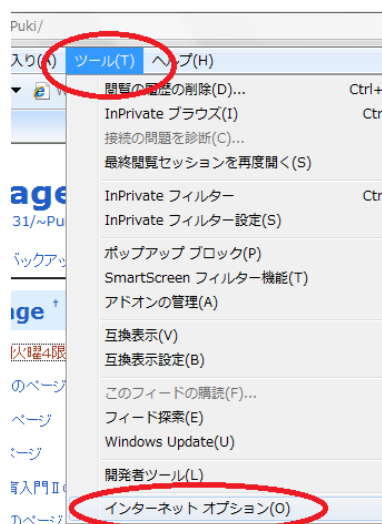 Puki/
入り(A) ツール(T) ヘルプ(H)
閲覧の履歴の削除(D)... Ctrl+
InPrivate ブラウズ(I) Ctr
接続の問題を診断(C)...
最終閲覧セッションを再度開く(S)
age
InPrivate フィルター Ctr
31/~Pu
InPrivate フィルター設定(S)
バックアッ
ポップアップ ブロック(P)
SmartScreen フィルター機能(T)
アドオンの管理(A)
age †
互換表示(V)
火曜4限
互換表示設定(B)
のページ
このフィードの購読(F)...
ページ
フィード探索(E)
Windows Update(U)
ページ
開発者ツール(L)
育入門Ⅱ
インターネット オプション(O)
のページ